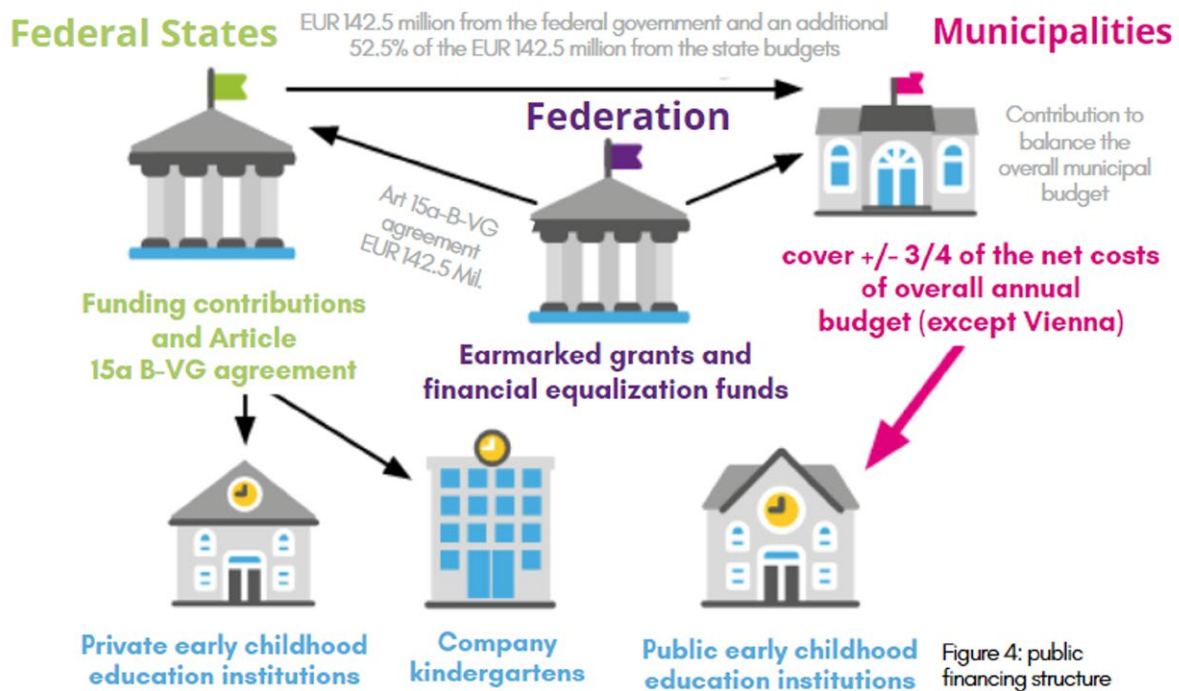 Federal States
EUR 142.5 million from the federal government and an additional
52.5% of the EUR 142.5 million from the state budgets
Municipalities
Federation
Contribution to
balance the
overall municipal
budget
Art 15a-B-VG
agreement
EUR 142.5 Mil.
cover +/- 3/4 of the net costs
of overall annual
budget (except Vienna)
Funding contributions
and Article
15a B-VG agreement
Earmarked grants and
financial equalization funds
Private early childhood
education institutions
Company
kindergartens
Public early childhood
education institutions
Figure 4: public
financing structure